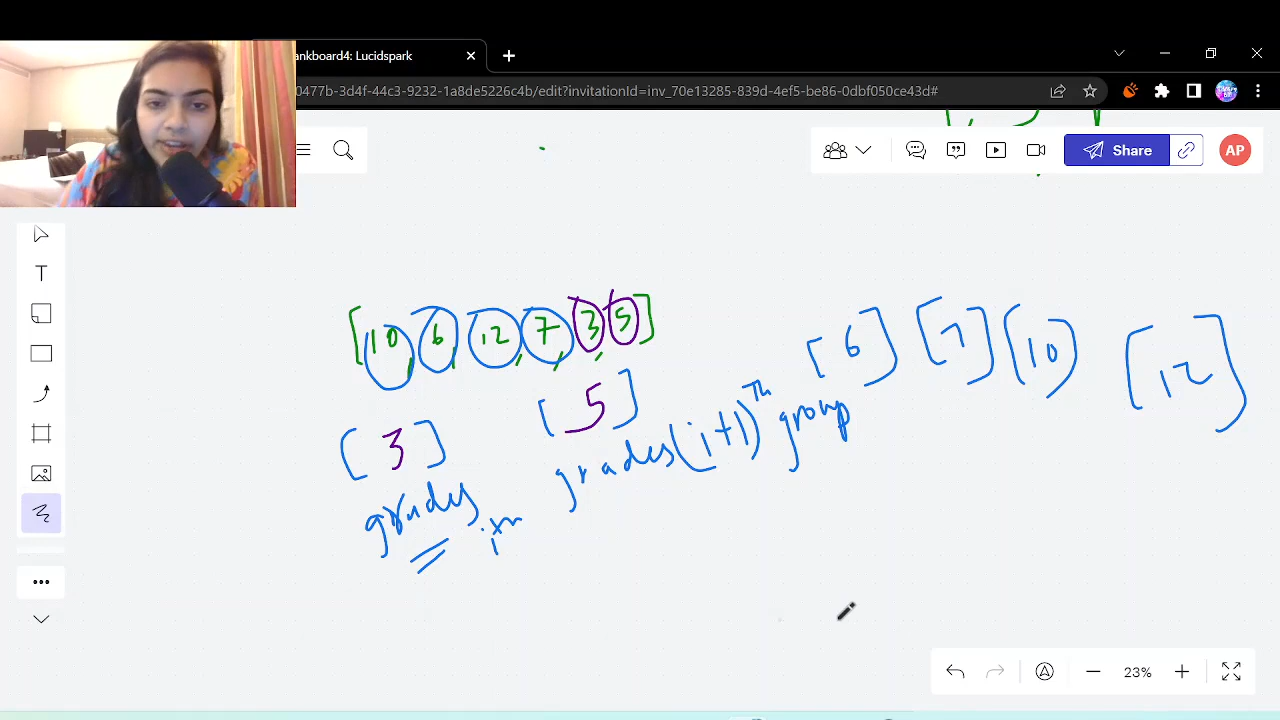 ankboard4: Lucidspark
0477b-3d4f-44c3-9232-1a8de5226c4b/edit?invitationId=inv_70e13285-839d-4ef5-be86-0dbf050ce43d#
Share
AP
T
[10, 6, 12, 7, 3, 5]
[6] [7] [10] [12]
[3] [5]
grades ith grades (i+1)th group
23%